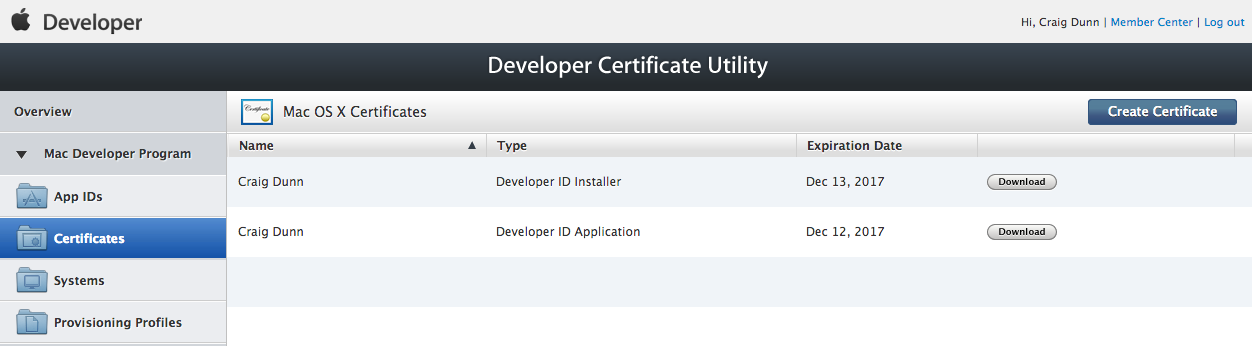 Developer
Hi, Craig Dunn | Member Center | Log out
Developer Certificate Utility
Overview
Mac Developer Program
App IDs
Certificates
Systems
Provisioning Profiles
Certificate
Mac OS X Certificates
Create Certificate
Name Type Expiration Date
Craig Dunn Developer ID Installer Dec 13, 2017 Download
Craig Dunn Developer ID Application Dec 12, 2017 Download